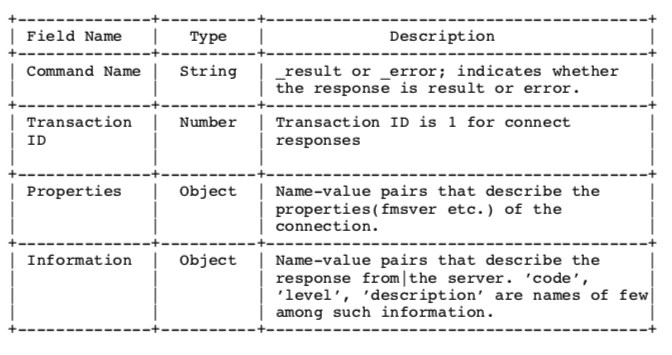 +--------------+----------+----------------------------------------+
| Field Name | Type | Description |
+--------------+----------+----------------------------------------+
| Command Name | String | _result or _error; indicates whether |
| | | the response is result or error. |
+--------------+----------+----------------------------------------+
| Transaction | Number | Transaction ID is 1 for connect |
| ID | | responses |
| | | |
+--------------+----------+----------------------------------------+
| Properties | Object | Name-value pairs that describe the |
| | | properties(fmsver etc.) of the |
| | | connection. |
+--------------+----------+----------------------------------------+
| Information | Object | Name-value pairs that describe the |
| | | response from|the server. ’code’, |
| | | ’level’, ’description’ are names of few|
| | | among such information. |
+--------------+----------+----------------------------------------+